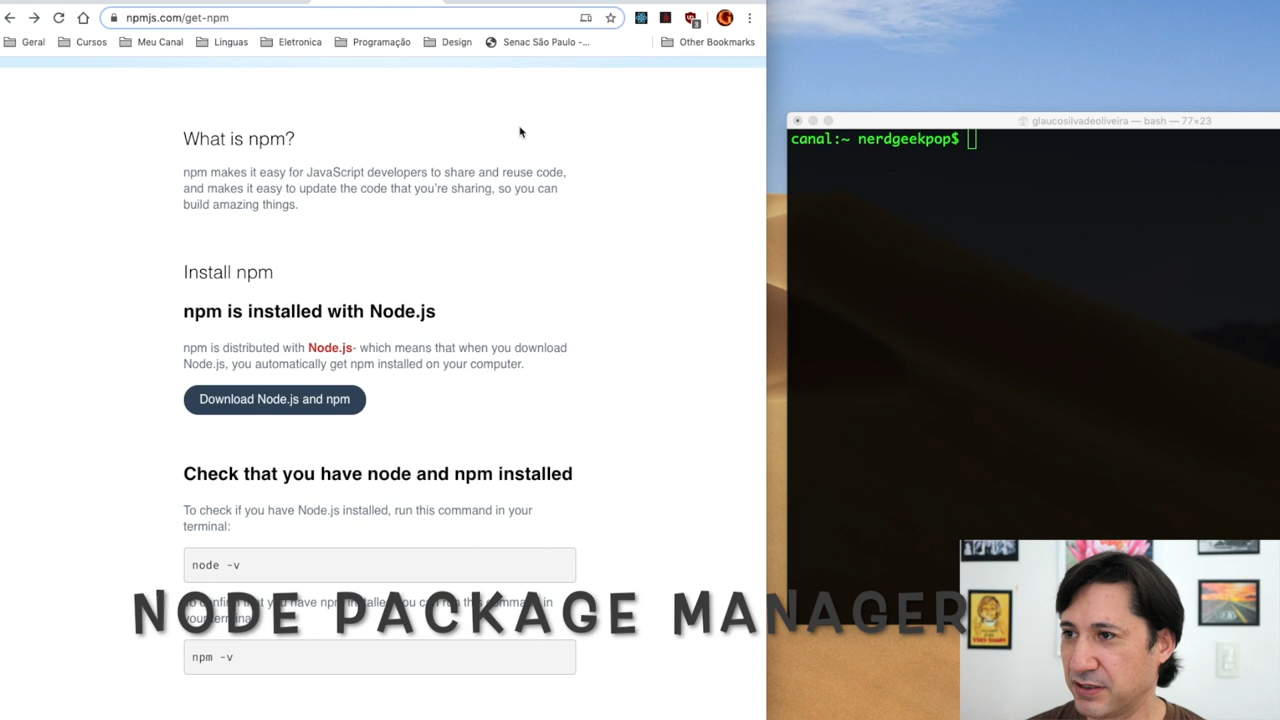 npmjs.com/get-npm
3
Geral Cursos Meu Canal Linguas Eletronica Programação Design Senac São Paulo -... Other Bookmarks
What is npm?
npm makes it easy for JavaScript developers to share and reuse code,
and makes it easy to update the code that you're sharing, so you can
build amazing things.
Install npm
npm is installed with Node.js
npm is distributed with Node.js- which means that when you download
Node.js, you automatically get npm installed on your computer.
Download Node.js and npm
Check that you have node and npm installed
To check if you have Node.js installed, run this command in your
terminal:
node -v
NODE PACKAGE MANAGER
npm -v
glaucosilvadeoliveira — bash — 77×23
canal:~ nerdgeekpop$